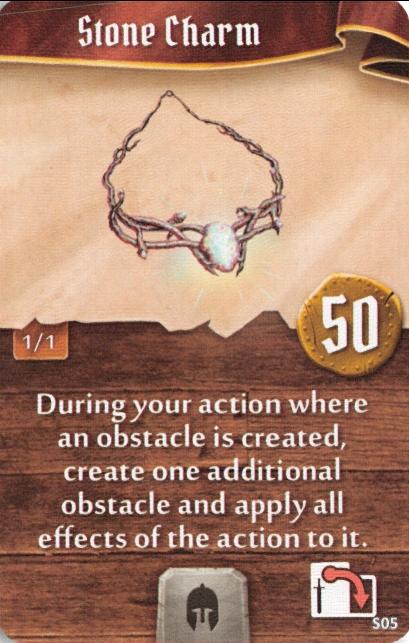 Stone Charm
1/1
50
During your action where
an obstacle is created,
create one additional
obstacle and apply all
effects of the action to it.
S05